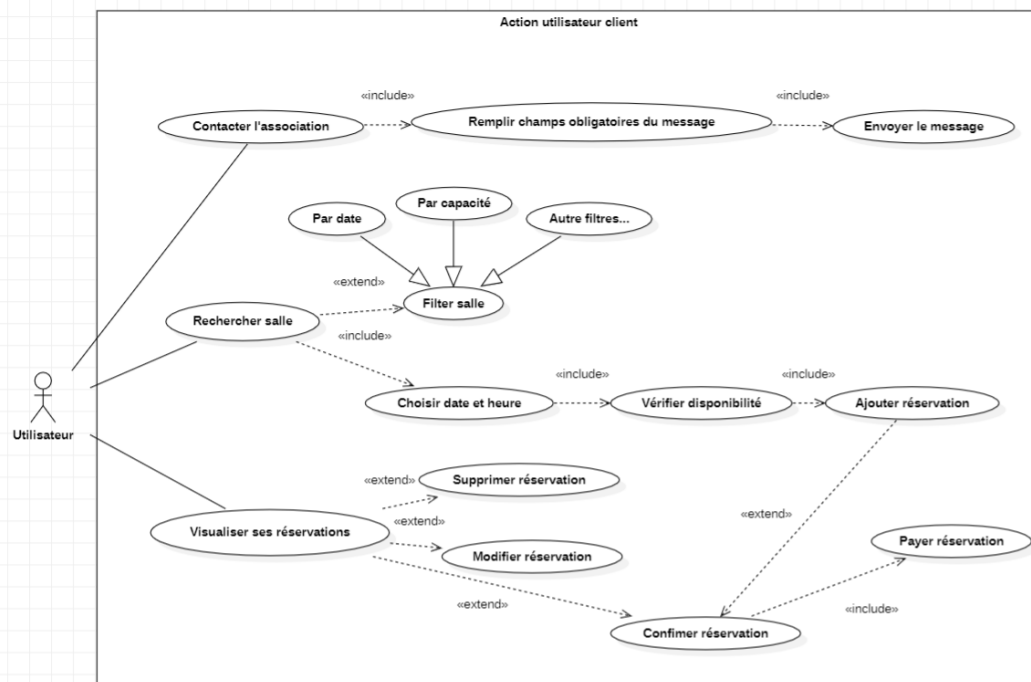 Action utilisateur client
«include»
«include»
Contacter l'association
Remplir champs obligatoires du message
Envoyer le message
Par date
Par capacité
Autre filtres...
«extend»
Filter salle
Rechercher salle
«include»
«include»
«include»
Choisir date et heure
Vérifier disponibilité
Ajouter réservation
Utilisateur
«extend»
Supprimer réservation
«extend»
«extend»
Visualiser ses réservations
Modifier réservation
Payer réservation
«extend»
«include»
Confimer réservation